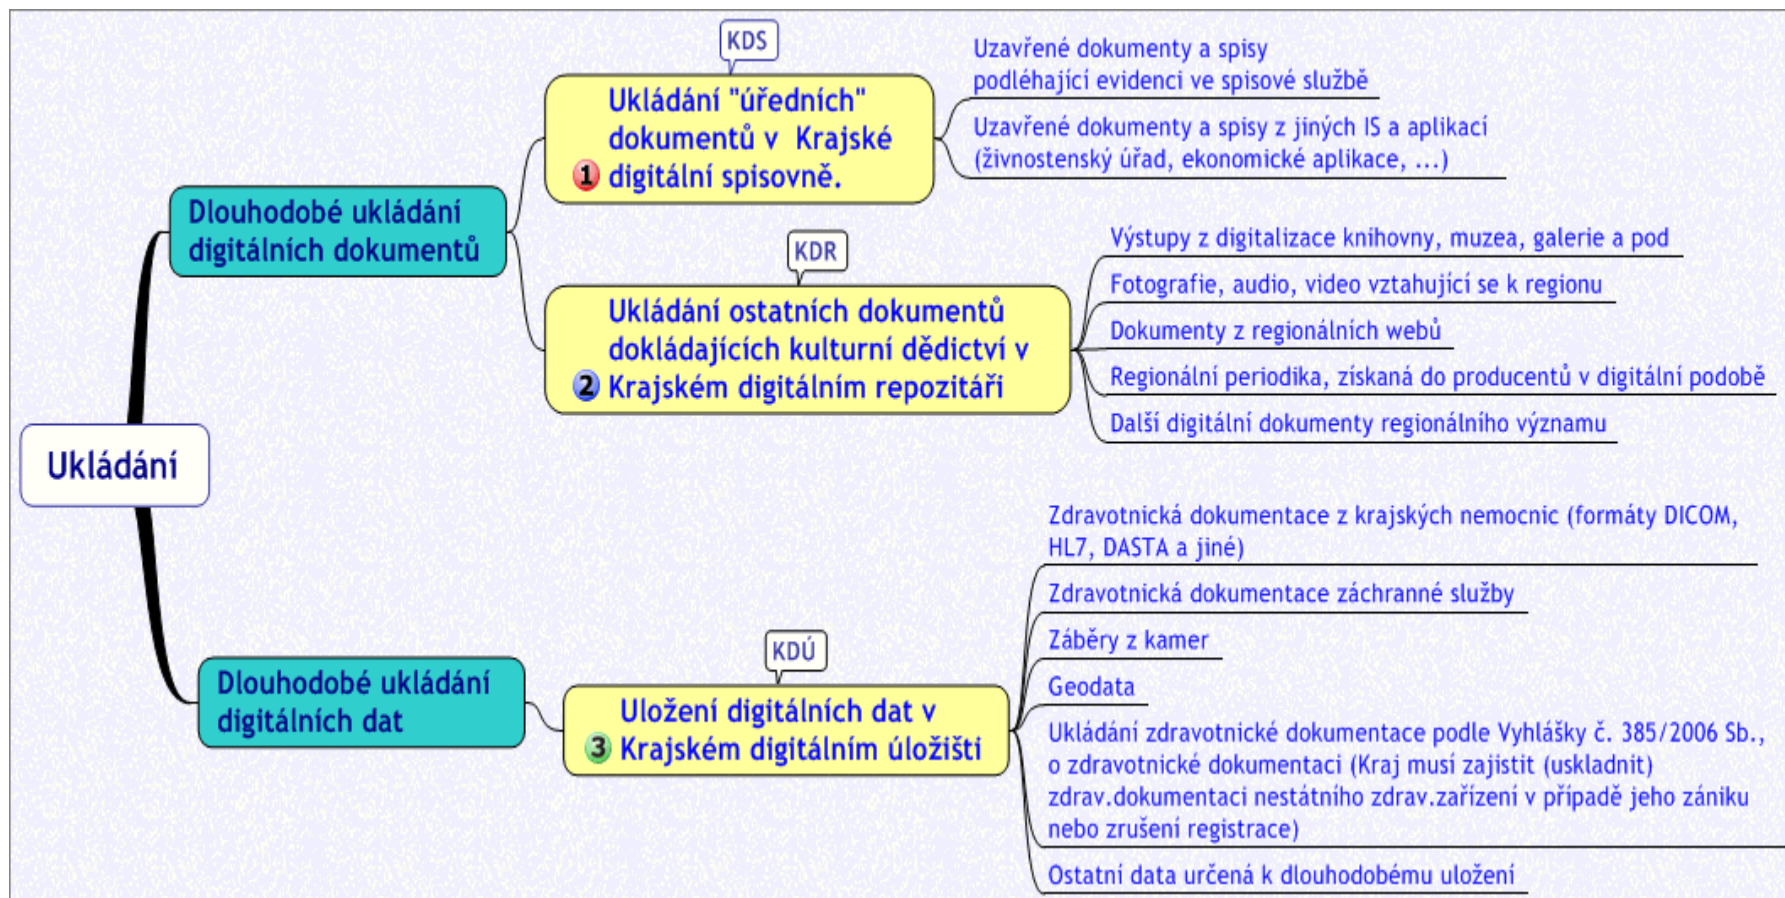 Ukládání
Dlouhodobé ukládání
digitálních dokumentů
KDS
Ukládání "úředních"
dokumentů v Krajské
1 digitální spisovně.
Uzavřené dokumenty a spisy
podléhající evidenci ve spisové službě
Uzavřené dokumenty a spisy z jiných IS a aplikací
(živnostenský úřad, ekonomické aplikace, ...)
KDR
Ukládání ostatních dokumentů
dokládajících kulturní dědictví v
2 Krajském digitálním repozitáři
Výstupy z digitalizace knihovny, muzea, galerie a pod
Fotografie, audio, video vztahující se k regionu
Dokumenty z regionálních webů
Regionální periodika, získaná do producentů v digitální podobě
Další digitální dokumenty regionálního významu
Dlouhodobé ukládání
digitálních dat
KDÚ
Uložení digitálních dat v
3 Krajském digitálním úložišti
Zdravotnická dokumentace z krajských nemocnic (formáty DICOM,
HL7, DASTA a jiné)
Zdravotnická dokumentace záchranné služby
Záběry z kamer
Geodata
Ukládání zdravotnické dokumentace podle Vyhlášky č. 385/2006 Sb.,
o zdravotnické dokumentaci (Kraj musí zajistit (uskladnit)
zdrav.dokumentaci nestátního zdrav.zařízení v případě jeho zániku
nebo zrušení registrace)
Ostatní data určená k dlouhodobému uložení